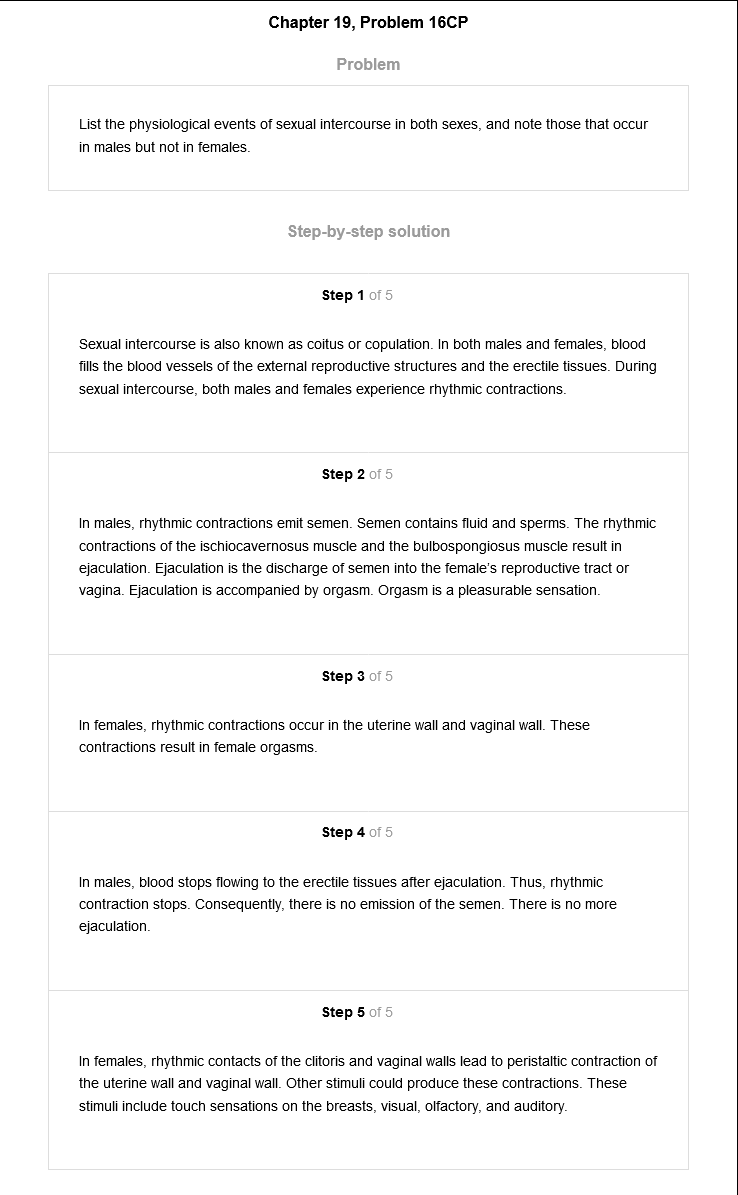 Chapter 19, Problem 16CP
Problem
List the physiological events of sexual intercourse in both sexes, and note those that occur
in males but not in females.
Step-by-step solution
Step 1 of 5
Sexual intercourse is also known as coitus or copulation. In both males and females, blood
fills the blood vessels of the external reproductive structures and the erectile tissues. During
sexual intercourse, both males and females experience rhythmic contractions.
Step 2 of 5
In males, rhythmic contractions emit semen. Semen contains fluid and sperms. The rhythmic
contractions of the ischiocavernosus muscle and the bulbospongiosus muscle result in
ejaculation. Ejaculation is the discharge of semen into the female's reproductive tract or
vagina. Ejaculation is accompanied by orgasm. Orgasm is a pleasurable sensation.
Step 3 of 5
In females, rhythmic contractions occur in the uterine wall and vaginal wall. These
contractions result in female orgasms.
Step 4 of 5
In males, blood stops flowing to the erectile tissues after ejaculation. Thus, rhythmic
contraction stops. Consequently, there is no emission of the semen. There is no more
ejaculation.
Step 5 of 5
In females, rhythmic contacts of the clitoris and vaginal walls lead to peristaltic contraction of
the uterine wall and vaginal wall. Other stimuli could produce these contractions. These
stimuli include touch sensations on the breasts, visual, olfactory, and auditory.